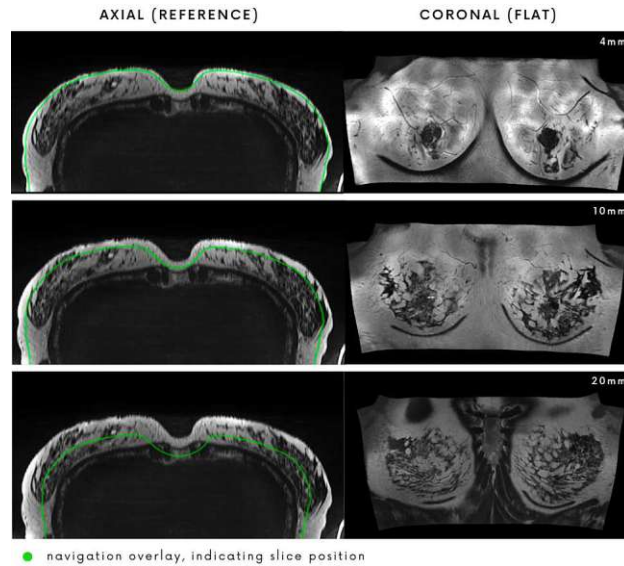 AXIAL (REFERENCE)
CORONAL (FLAT)
4mm
10mm
20mm
navigation overlay, indicating slice position